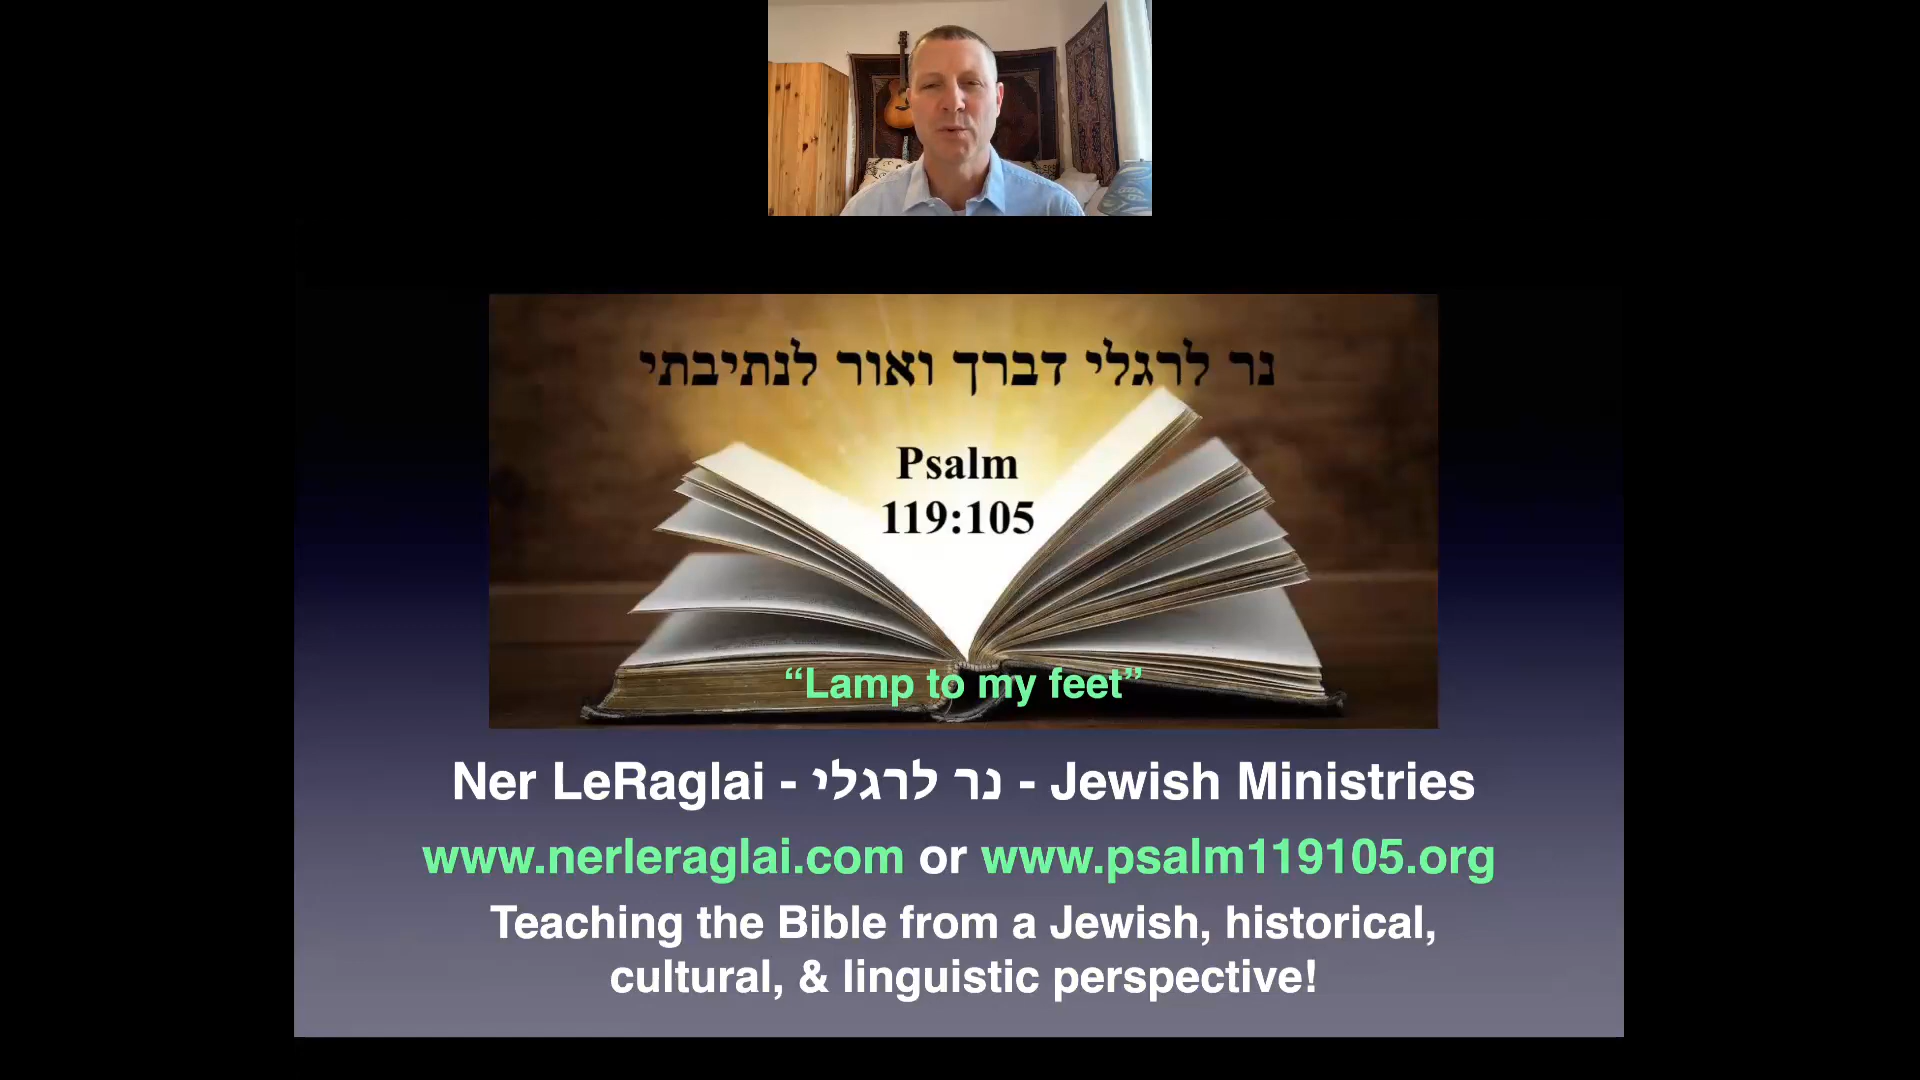 נר לרגלי דברך ואור לנתיבתי
Psalm
119:105
“Lamp to my feet”
Ner LeRaglai - נר לרגלי - Jewish Ministries
www.nerleraglai.com or www.psalm119105.org
Teaching the Bible from a Jewish, historical,
cultural, & linguistic perspective!